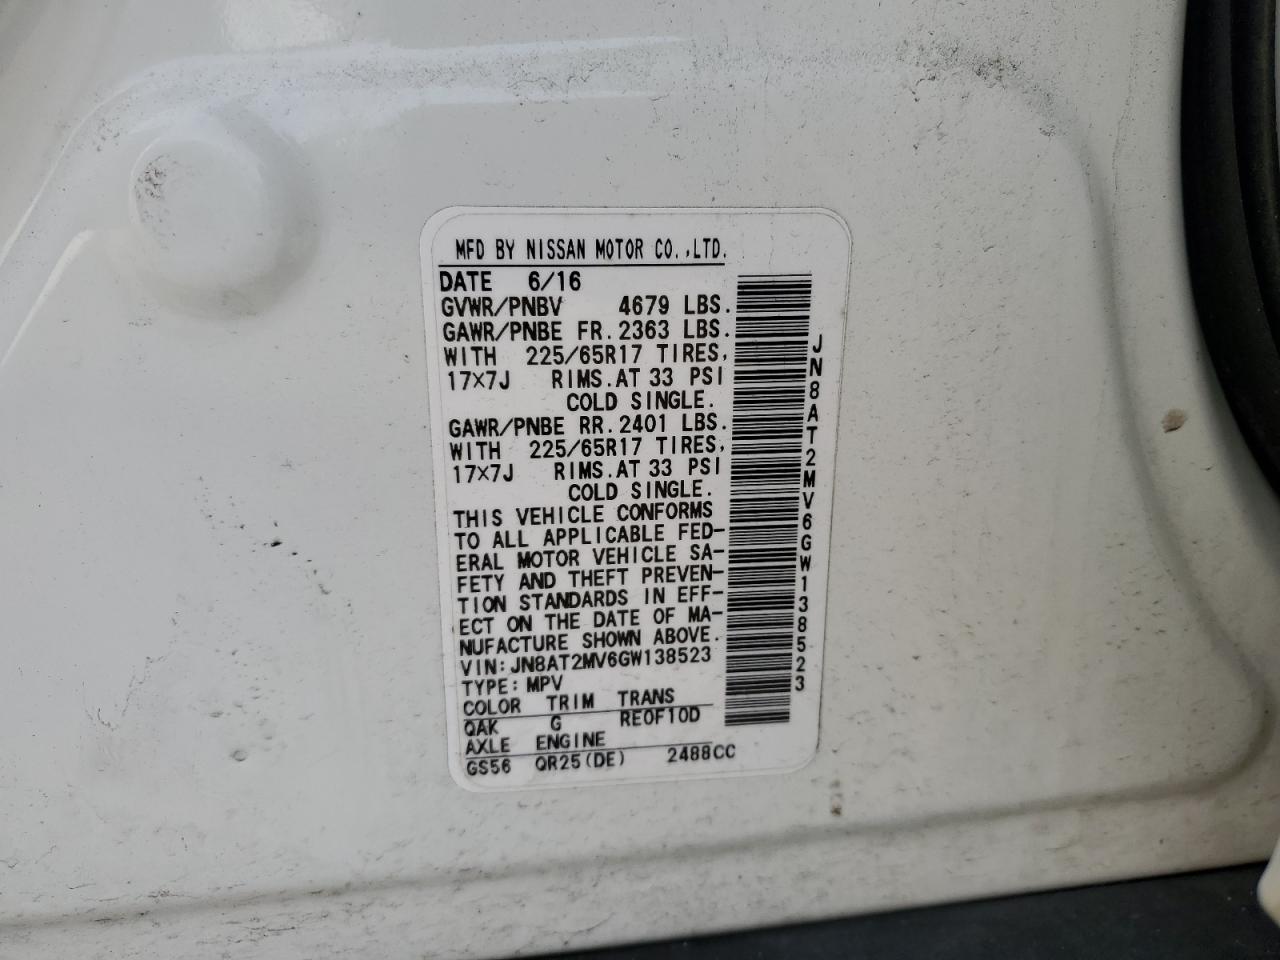 MFD BY NISSAN MOTOR CO.,LTD.
DATE 6/16
GVWR/PNBV 4679 LBS.
GAWR/PNBE FR.2363 LBS.
WITH 225/65R17 TIRES,
17×7J RIMS.AT 33 PSI
COLD SINGLE.
GAWR/PNBE RR.2401 LBS.
WITH 225/65R17 TIRES,
17×7J RIMS.AT 33 PSI
COLD SINGLE.
THIS VEHICLE CONFORMS
TO ALL APPLICABLE FED-
ERAL MOTOR VEHICLE SA-
FETY AND THEFT PREVEN-
TION STANDARDS IN EFF-
ECT ON THE DATE OF MA-
NUFACTURE SHOWN ABOVE.
VIN:JN8AT2MV6GW138523
TYPE:MPV
COLOR TRIM TRANS
QAK G RE0F10D
AXLE ENGINE
GS56 QR25(DE) 2488CC
JN8AT2MV6GW138523